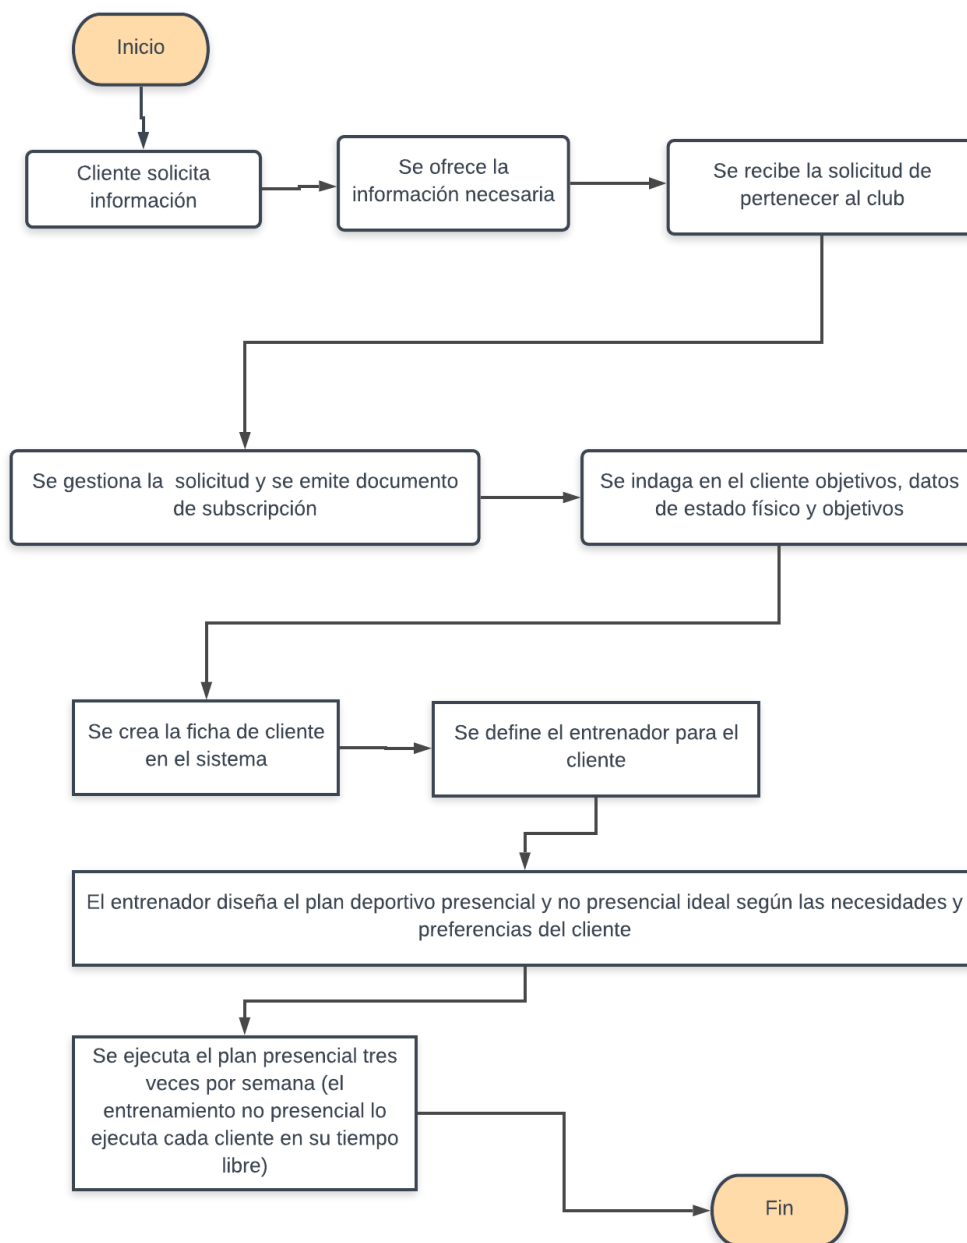 Inicio
Cliente solicita
información
Se ofrece la
información necesaria
Se recibe la solicitud de
pertenecer al club
Se gestiona la  solicitud y se emite documento
de subscripción
Se indaga en el cliente objetivos, datos
de estado físico y objetivos
Se crea la ficha de cliente
en el sistema
Se define el entrenador para el
cliente
El entrenador diseña el plan deportivo presencial y no presencial ideal según las necesidades y
preferencias del cliente
Se ejecuta el plan presencial tres
veces por semana (el
entrenamiento no presencial lo
ejecuta cada cliente en su tiempo
libre)
Fin